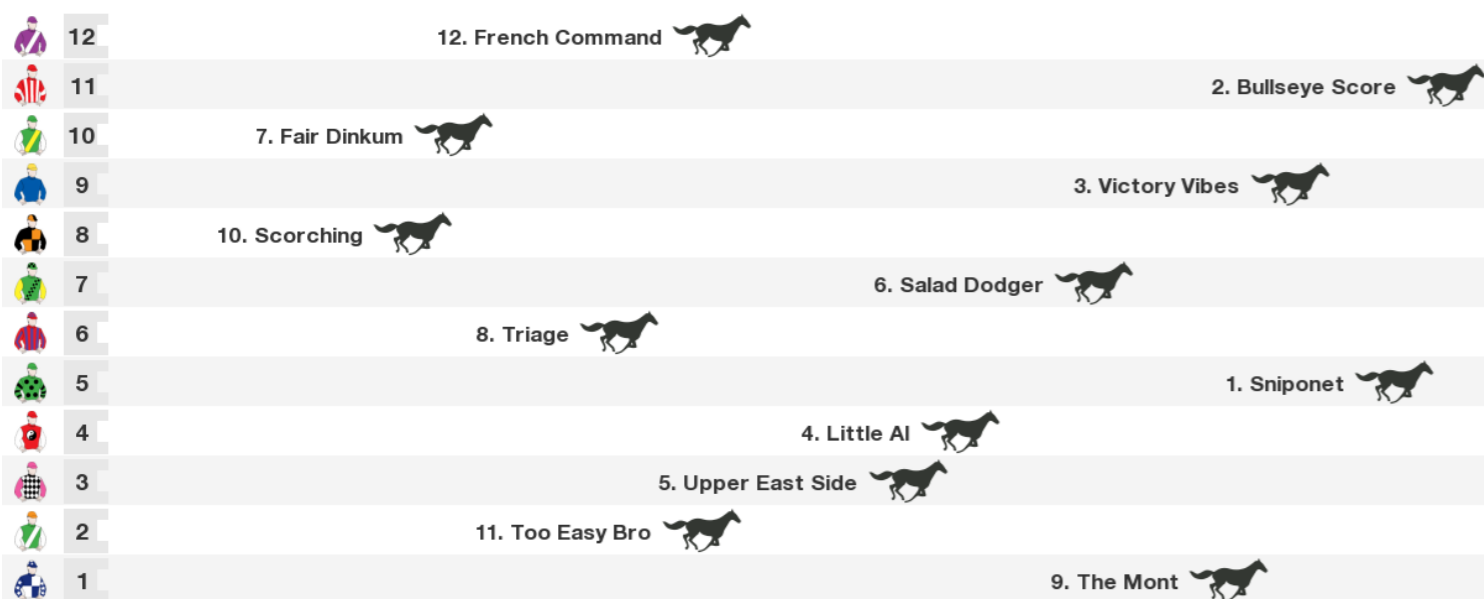 12 12. French Command
11 2. Bullseye Score
10 7. Fair Dinkum
9 3. Victory Vibes
8 10. Scorching
7 6. Salad Dodger
6 8. Triage
5 1. Sniponet
4 4. Little Al
3 5. Upper East Side
2 11. Too Easy Bro
1 9. The Mont